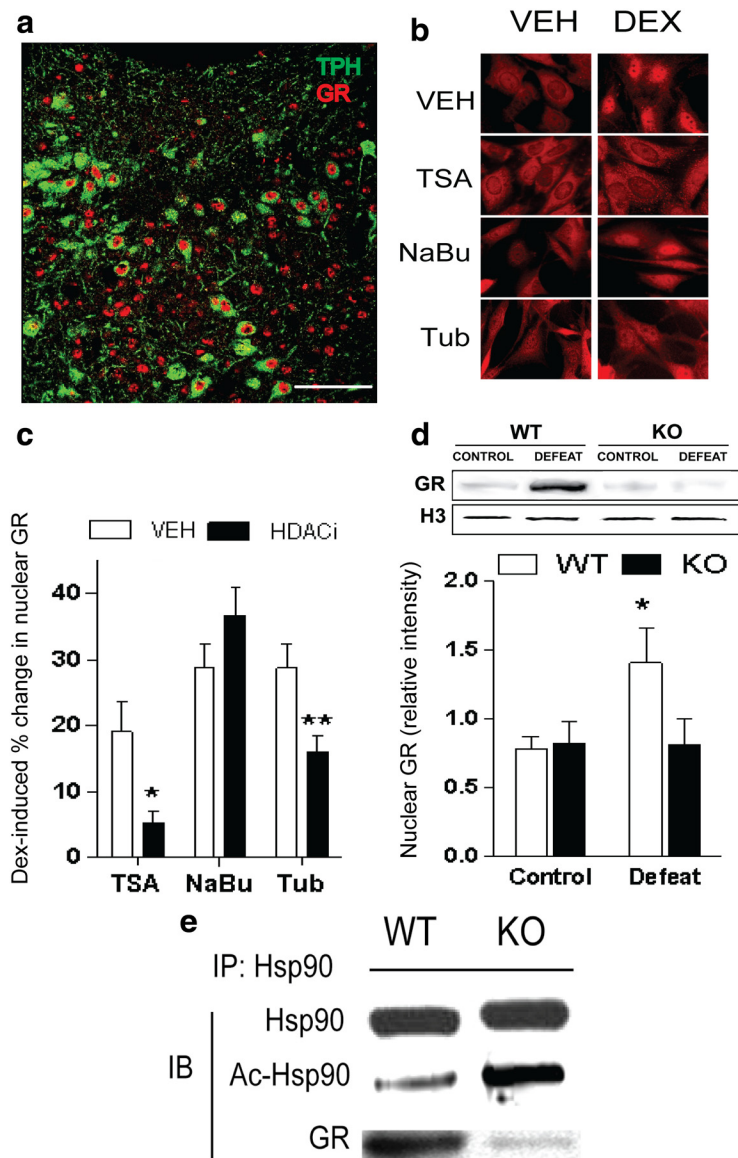 a
TPH
GR
b
VEH DEX
VEH
TSA
NaBu
Tub
c
VEH HDACi
Dex-induced % change in nuclear GR
40
30
20
10
0
*
**
TSA NaBu Tub
d
WT KO
CONTROL DEFEAT CONTROL DEFEAT
GR
H3
WT KO
Nuclear GR (relative intensity)
2.0
1.5
1.0
0.5
0.0
*
Control Defeat
e
WT KO
IP: Hsp90
IB
Hsp90
Ac-Hsp90
GR